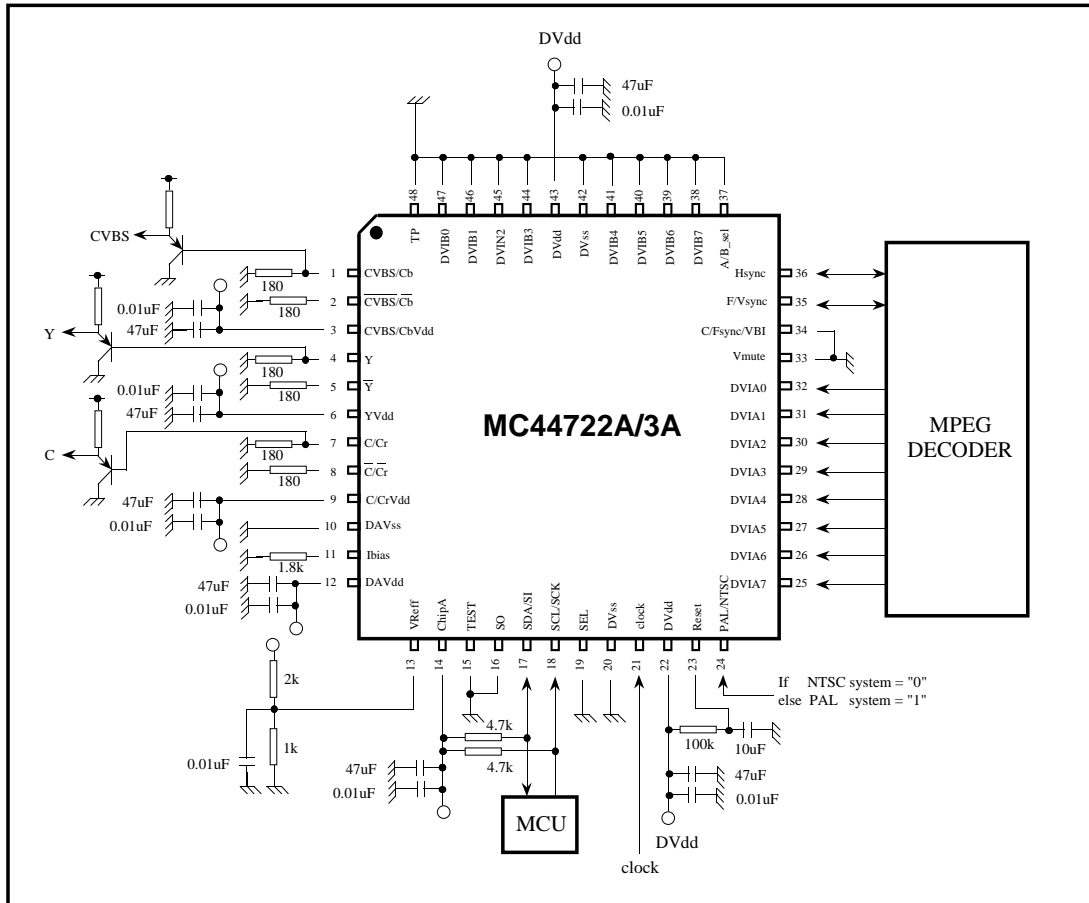 DVdd
47uF
0.01uF
48 47 46 45 44 43 42 41 40 39 38 37
TP DVIB0 DVIB1 DVIN2 DVIB3 DVdd DVss DVIB4 DVIB5 DVIB6 DVIB7 A/B_sel
CVBS
180
1 CVBS/Cb
180
2 CVBS/Cb
0.01uF
47uF
3 CVBS/CbVdd
Y
180
4 Y
180
5 Y
0.01uF
47uF
6 YVdd
C
180
7 C/Cr
180
8 C/Cr
47uF
0.01uF
9 C/CrVdd
10 DAVss
1.8k
11 Ibias
47uF
0.01uF
12 DAVdd
MC44722A/3A
Hsync 36
F/Vsync 35
C/Fsync/VBI 34
Vmute 33
DVIA0 32
DVIA1 31
DVIA2 30
DVIA3 29
DVIA4 28
DVIA5 27
DVIA6 26
DVIA7 25
MPEG
DECODER
VReff ChipA TEST SO SDA/SI SCL/SCK SEL DVss clock DVdd Reset PAL/NTSC
13 14 15 16 17 18 19 20 21 22 23 24
If NTSC system = "0"
else PAL system = "1"
2k
1k
0.01uF
4.7k
4.7k
47uF
0.01uF
MCU
clock
100k
10uF
47uF
0.01uF
DVdd